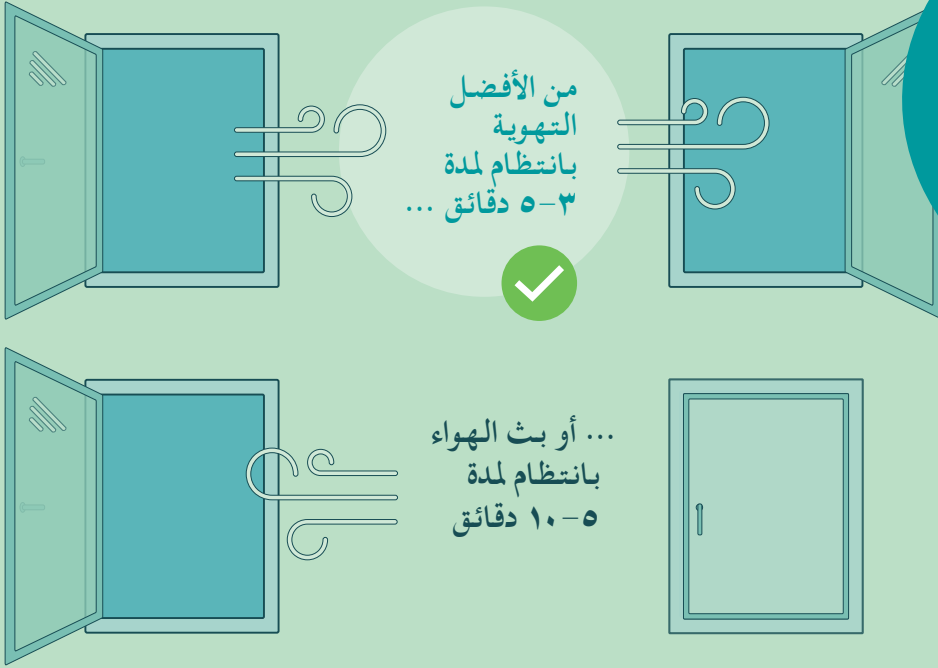 من الأفضل
التهوية
بانتظام لمدة
٣–٥ دقائق ...
... أو بث الهواء
بانتظام لمدة
٥–١٠ دقائق